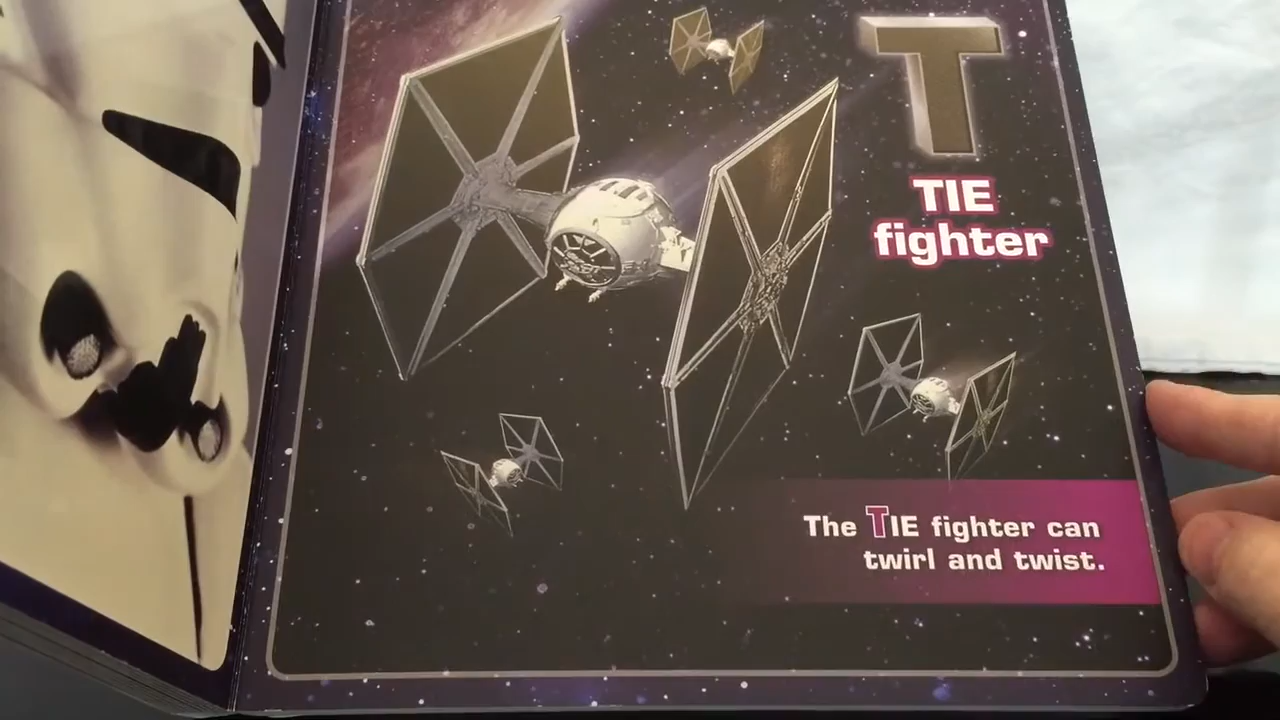 T
TIE
fighter
The TIE fighter can
twirl and twist.